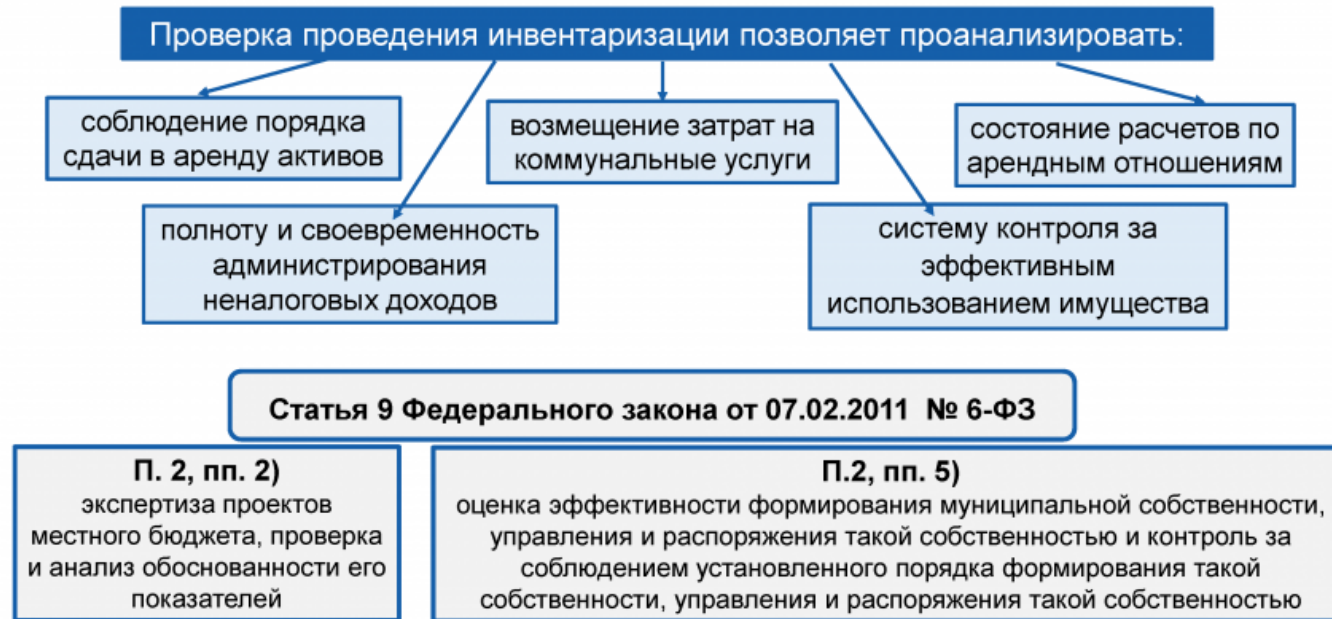 Проверка проведения инвентаризации позволяет проанализировать:
соблюдение порядка
сдачи в аренду активов
возмещение затрат на
коммунальные услуги
состояние расчетов по
арендным отношениям
полноту и своевременность
администрирования
неналоговых доходов
систему контроля за
эффективным
использованием имущества
Статья 9 Федерального закона от 07.02.2011 № 6-ФЗ
П. 2, пп. 2)
экспертиза проектов
местного бюджета, проверка
и анализ обоснованности его
показателей
П.2, пп. 5)
оценка эффективности формирования муниципальной собственности,
управления и распоряжения такой собственностью и контроль за
соблюдением установленного порядка формирования такой
собственности, управления и распоряжения такой собственностью